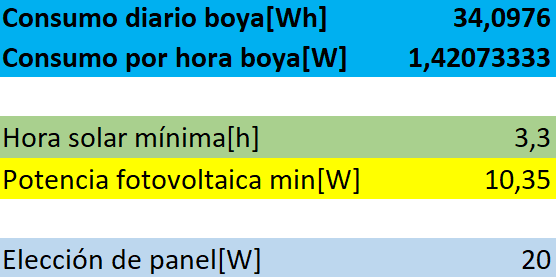 Consumo diario boya[Wh] 34,0976
Consumo por hora boya[W] 1,42073333
Hora solar mínima[h] 3,3
Potencia fotovoltaica min[W] 10,35
Elección de panel[W] 20